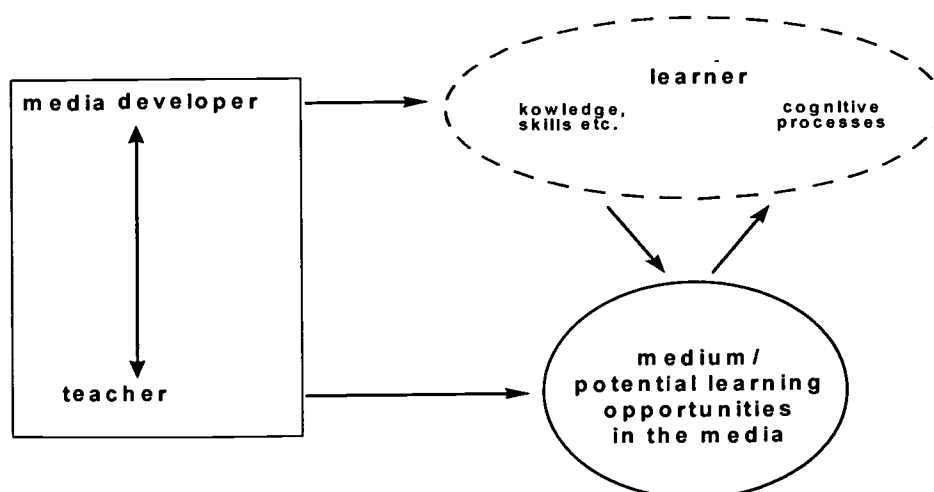 media developer
teacher
learner
kowledge,
skills etc.
cognitive
processes
medium/
potential learning
opportunities
in the media